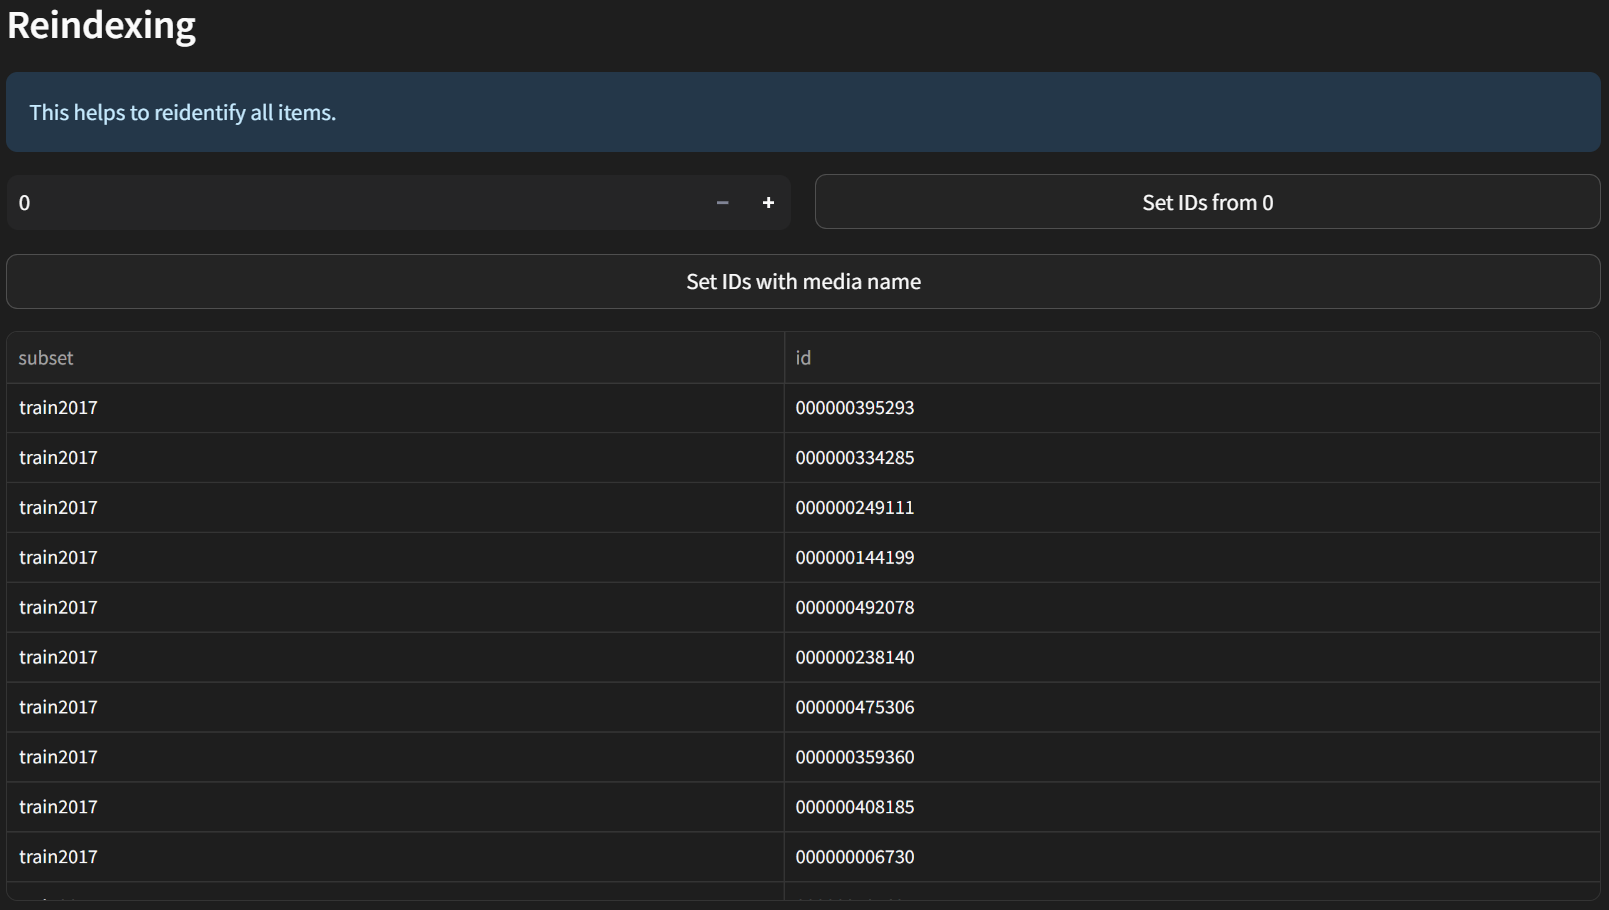 Reindexing
This helps to reidentify all items.
0 − +
Set IDs from 0
Set IDs with media name
subset id
train2017 000000395293
train2017 000000334285
train2017 000000249111
train2017 000000144199
train2017 000000492078
train2017 000000238140
train2017 000000475306
train2017 000000359360
train2017 000000408185
train2017 000000006730